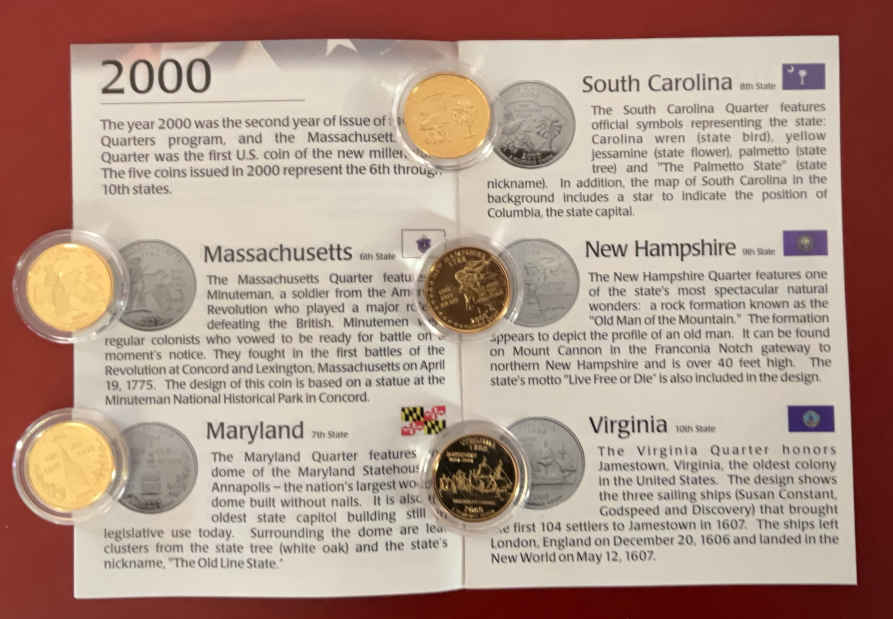 2000
The year 2000 was the second year of issue of
Quarters program, and the Massachusett
Quarter was the first U.S. coin of the new millen
The five coins issued in 2000 represent the 6th through
10th states.
Massachusetts 6th State
The Massachusetts Quarter featu
Minuteman, a soldier from the Am
Revolution who played a major
defeating the British. Minutemen
regular colonists who vowed to be ready for battle on
moment's notice. They fought in the first battles of the
Revolution at Concord and Lexington, Massachusetts on April
19, 1775. The design of this coin is based on a statue at the
Minuteman National Historical Park in Concord.
Maryland 7th State
The Maryland Quarter features
dome of the Maryland Statehous
Annapolis – the nation's largest wo
dome built without nails. It is also
oldest state capitol building still
legislative use today. Surrounding the dome are lea
clusters from the state tree (white oak) and the state's
nickname, "The Old Line State."
South Carolina 8th State
The South Carolina Quarter features
official symbols representing the state:
Carolina wren (state bird), yellow
jessamine (state flower), palmetto (state
tree) and "The Palmetto State" (state
nickname). In addition, the map of South Carolina in the
background includes a star to indicate the position of
Columbia, the state capital.
New Hampshire 9th State
The New Hampshire Quarter features one
of the state's most spectacular natural
wonders: a rock formation known as the
"Old Man of the Mountain." The formation
appears to depict the profile of an old man. It can be found
on Mount Cannon in the Franconia Notch gateway to
northern New Hampshire and is over 40 feet high. The
state's motto "Live Free or Die" is also included in the design.
Virginia 10th State
The Virginia Quarter honors
Jamestown, Virginia, the oldest colony
in the United States. The design shows
the three sailing ships (Susan Constant,
Godspeed and Discovery) that brought
the first 104 settlers to Jamestown in 1607. The ships left
London, England on December 20, 1606 and landed in the
New World on May 12, 1607.
VIRGINIA
2000